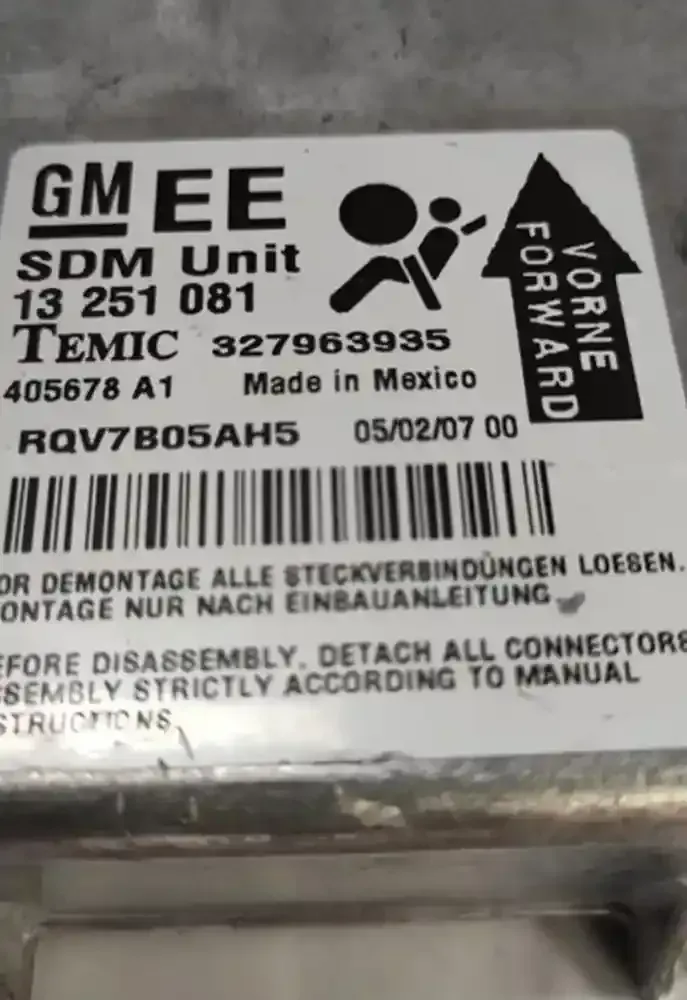 GM EE
SDM Unit
13 251 081
TEMIC 327963935
405678 A1 Made in Mexico
RQV7B05AH5 05/02/07 00
VORNE
FORWARD
OR DEMONTAGE ALLE STECKVERBINDUNGEN LOESEN.
ONTAGE NUR NACH EINBAUANLEITUNG
EFORE DISASSEMBLY, DETACH ALL CONNECTORS
SSEMBLY STRICTLY ACCORDING TO MANUAL
STRUCTIONS,